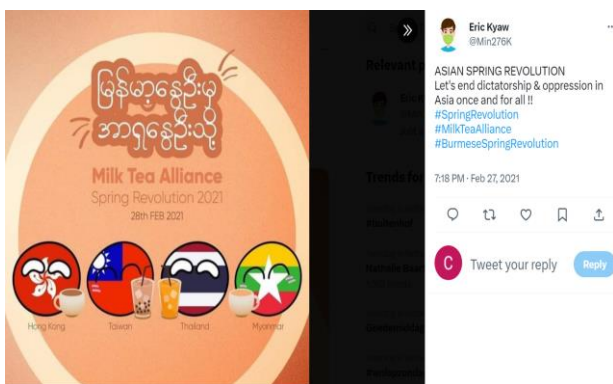 မြန်မာ့နွေဦးမှ
အာရှနွေဦးသို့
Milk Tea Alliance
Spring Revolution 2021
28th FEB 2021
Hong Kong
Taiwan
Thailand
Myanmar
Relevant p
Trends for
Eric Kyaw
@Min276K
ASIAN SPRING REVOLUTION
Let's end dictatorship & oppression in
Asia once and for all !!
#SpringRevolution
#MilkTeaAlliance
#BurmeseSpringRevolution
7:18 PM · Feb 27, 2021
C
Tweet your reply
Reply